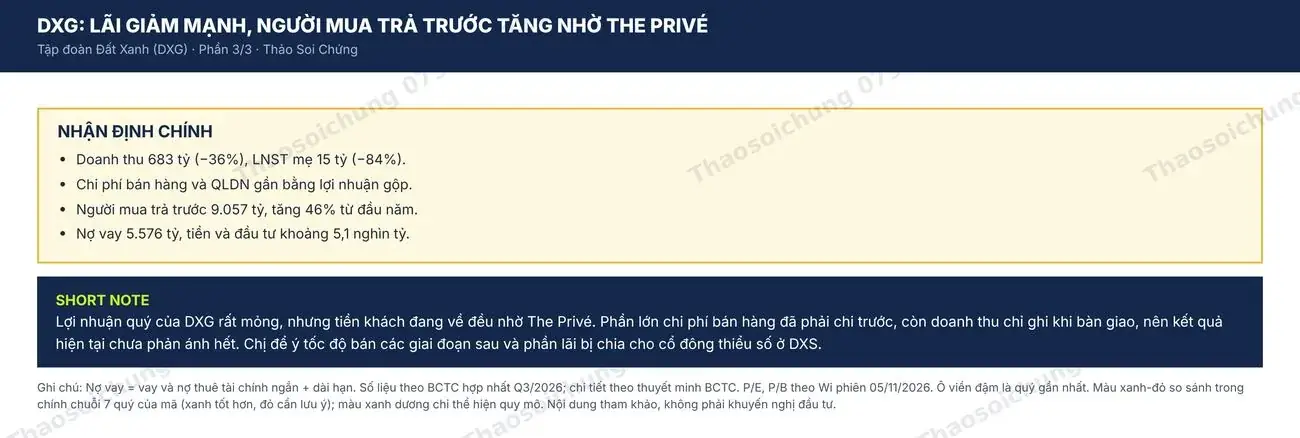 DXG: LÃI GIẢM MẠNH, NGƯỜI MUA TRẢ TRƯỚC TĂNG NHỜ THE PRIVÉ
Tập đoàn Đất Xanh (DXG) · Phần 3/3 · Thảo Soi Chứng
NHẬN ĐỊNH CHÍNH
• Doanh thu 683 tỷ (−36%), LNST mẹ 15 tỷ (−84%).
• Chi phí bán hàng và QLDN gần bằng lợi nhuận gộp.
• Người mua trả trước 9.057 tỷ, tăng 46% từ đầu năm.
• Nợ vay 5.576 tỷ, tiền và đầu tư khoảng 5,1 nghìn tỷ.
SHORT NOTE
Lợi nhuận quý của DXG rất mỏng, nhưng tiền khách đang về đều nhờ The Privé. Phần lớn chi phí bán hàng đã phải chi trước, còn doanh thu chỉ ghi khi bàn giao, nên kết quả
hiện tại chưa phản ánh hết. Chị để ý tốc độ bán các giai đoạn sau và phần lãi bị chia cho cổ đông thiểu số ở DXS.
Ghi chú: Nợ vay = vay và nợ thuê tài chính ngắn + dài hạn. Số liệu theo BCTC hợp nhất Q3/2026; chi tiết theo thuyết minh BCTC. P/E, P/B theo Wi phiên 05/11/2026. Ô viền đậm là quý gần nhất. Màu xanh-đỏ so sánh trong
chính chuỗi 7 quý của mã (xanh tốt hơn, đỏ cần lưu ý); màu xanh dương chỉ thể hiện quy mô. Nội dung tham khảo, không phải khuyến nghị đầu tư.
Thaosoichung 079
Thaosoichung 079
Thaosoichung
Thaosoichung
Thaosoichung
Thaosoichung